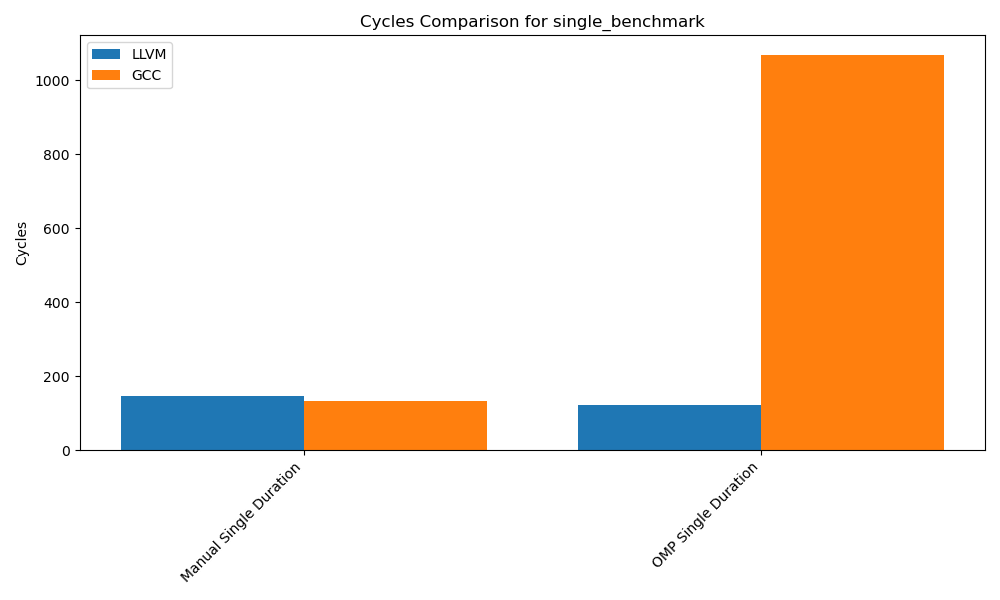 Cycles Comparison for single_benchmark
LLVM
GCC
Cycles
1000
800
600
400
200
0
Manual Single Duration
OMP Single Duration